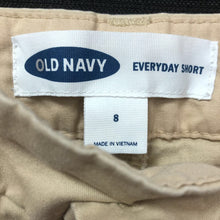 OLD NAVY EVERYDAY SHORT
8
MADE IN VIETNAM